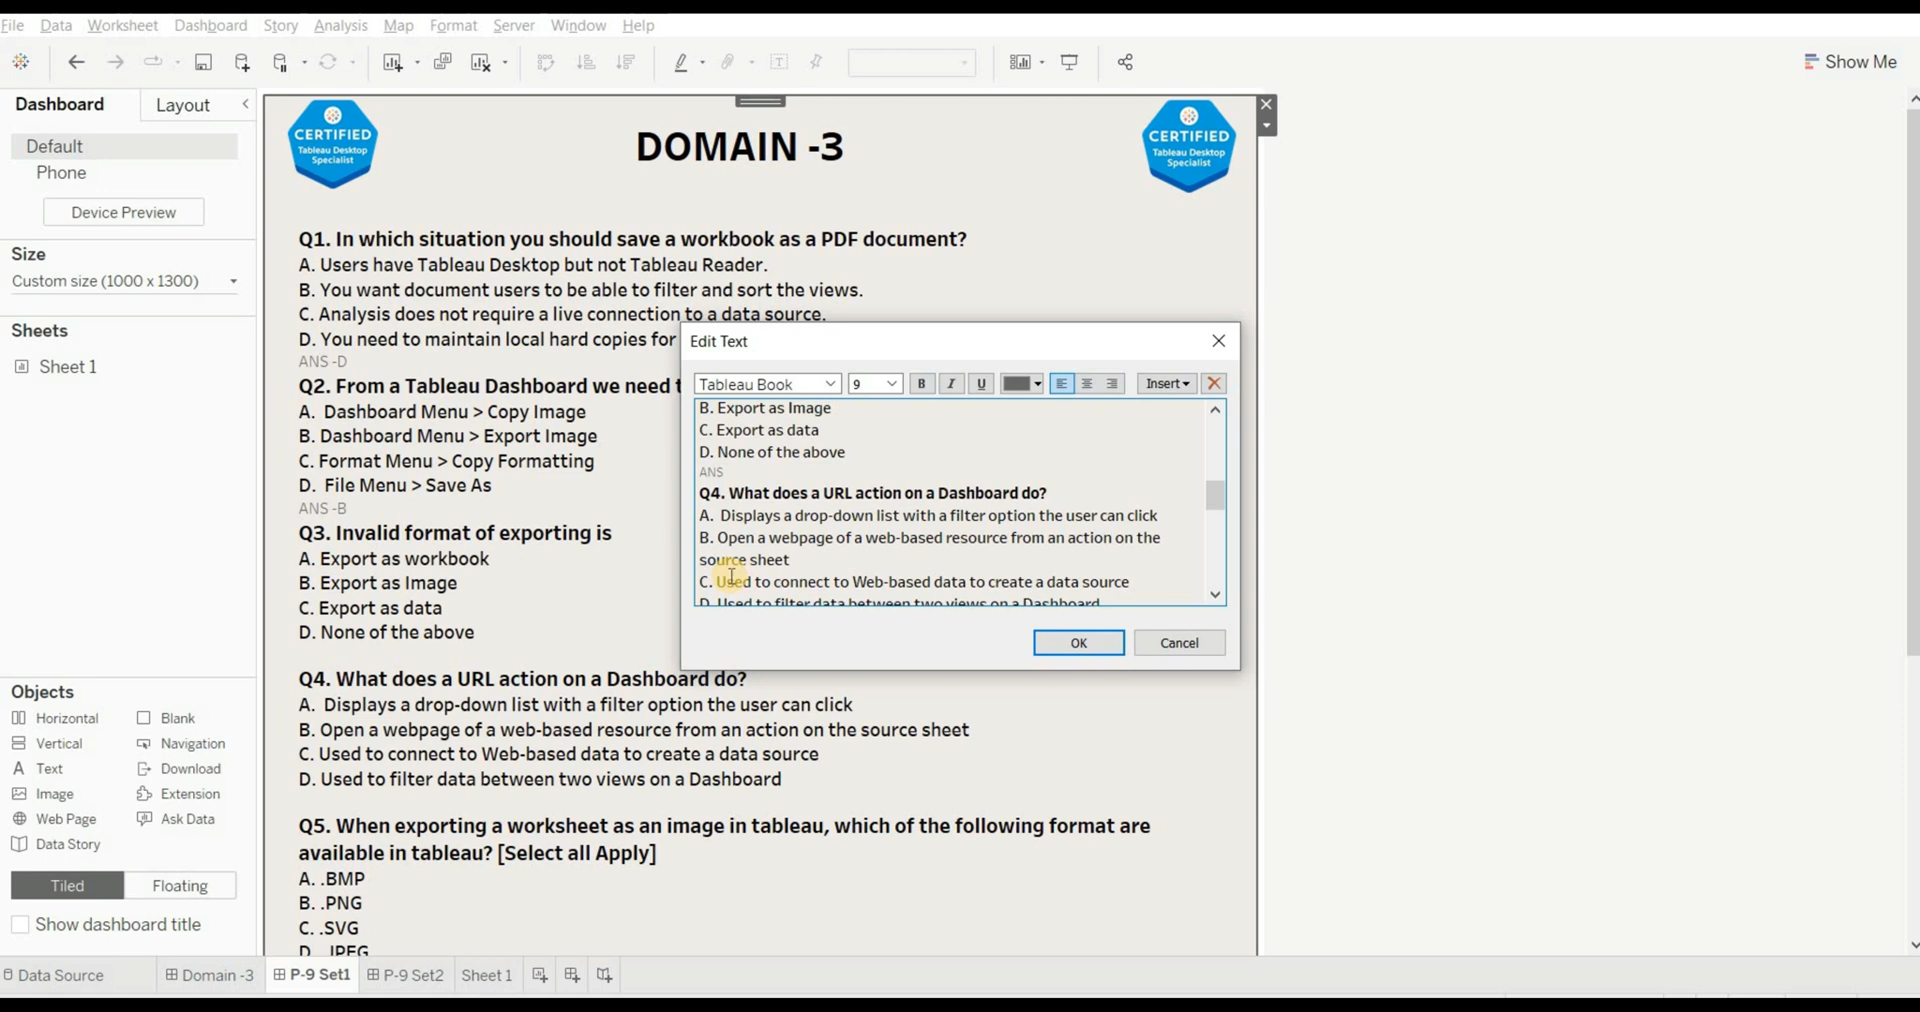 File Data Worksheet Dashboard Story Analysis Map Format Server Window Help
Show Me
Dashboard Layout
Default
Phone
Device Preview
Size
Custom size (1000 x 1300)
Sheets
Sheet 1
Objects
Horizontal Blank
Vertical Navigation
Text Download
Image Extension
Web Page Ask Data
Data Story
Tiled Floating
Show dashboard title
CERTIFIED
Tableau Desktop
Specialist
DOMAIN -3
CERTIFIED
Tableau Desktop
Specialist
Q1. In which situation you should save a workbook as a PDF document?
A. Users have Tableau Desktop but not Tableau Reader.
B. You want document users to be able to filter and sort the views.
C. Analysis does not require a live connection to a data source.
D. You need to maintain local hard copies for
ANS -D
Q2. From a Tableau Dashboard we need t
A. Dashboard Menu > Copy Image
B. Dashboard Menu > Export Image
C. Format Menu > Copy Formatting
D. File Menu > Save As
ANS -B
Q3. Invalid format of exporting is
A. Export as workbook
B. Export as Image
C. Export as data
D. None of the above
Q4. What does a URL action on a Dashboard do?
A. Displays a drop-down list with a filter option the user can click
B. Open a webpage of a web-based resource from an action on the source sheet
C. Used to connect to Web-based data to create a data source
D. Used to filter data between two views on a Dashboard
Q5. When exporting a worksheet as an image in tableau, which of the following format are
available in tableau? [Select all Apply]
A. .BMP
B. .PNG
C. .SVG
D. .JPEG
Edit Text
Tableau Book 9 B I U Insert
B. Export as Image
C. Export as data
D. None of the above
ANS
Q4. What does a URL action on a Dashboard do?
A. Displays a drop-down list with a filter option the user can click
B. Open a webpage of a web-based resource from an action on the
source sheet
C. Used to connect to Web-based data to create a data source
D. Used to filter data between two views on a Dashboard
OK Cancel
Data Source Domain -3 P-9 Set1 P-9 Set2 Sheet 1